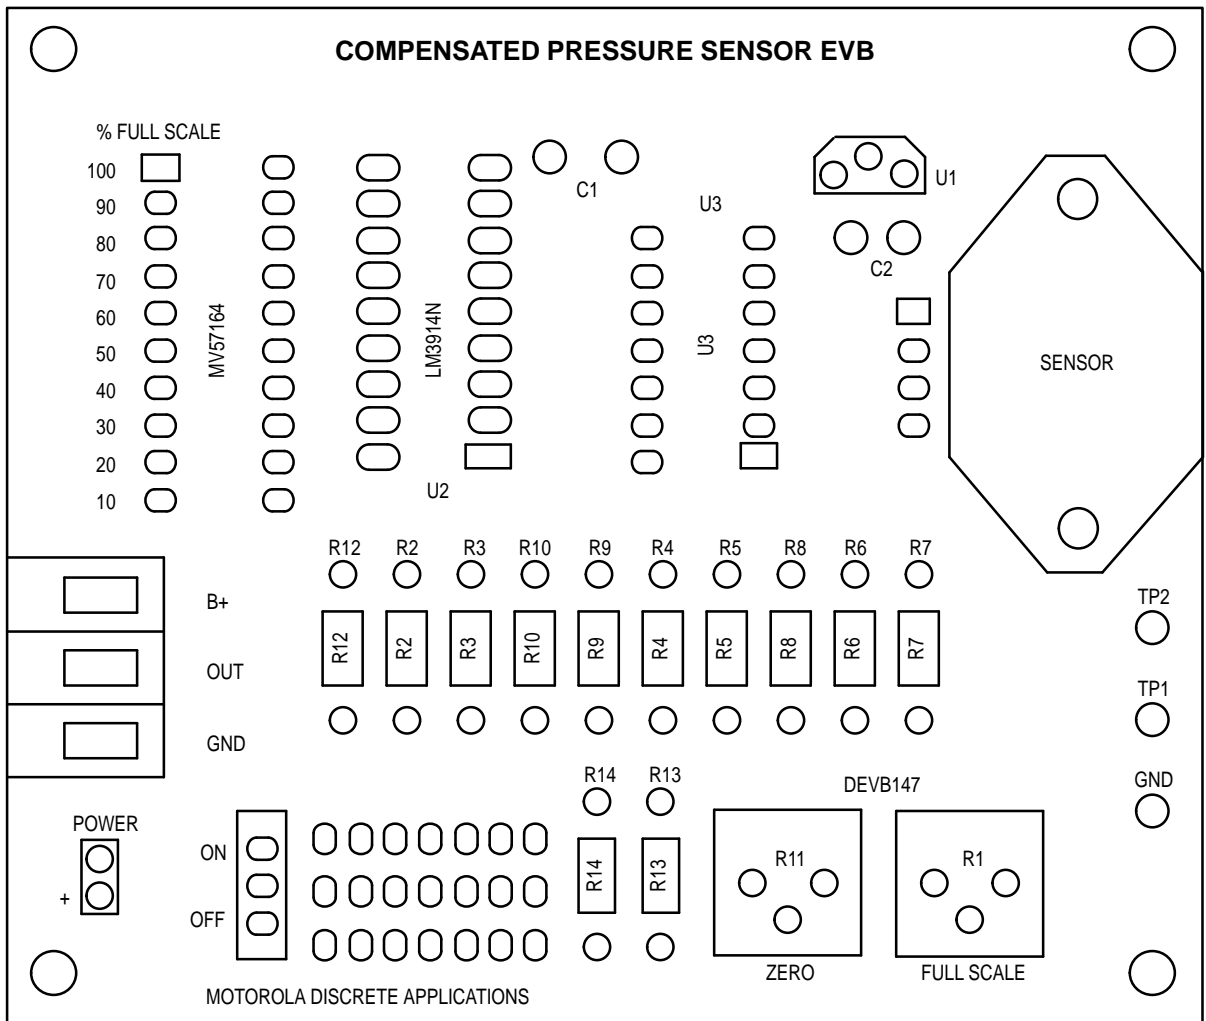 COMPENSATED PRESSURE SENSOR EVB
% FULL SCALE
100
90
80
70
60
50
40
30
20
10
MV57164
LM3914N
U2
C1
U3
U3
U1
C2
SENSOR
R12 R2 R3 R10 R9 R4 R5 R8 R6 R7
R12 R2 R3 R10 R9 R4 R5 R8 R6 R7
B+
OUT
GND
TP2
TP1
GND
R14 R13
DEVB147
POWER
+
ON
OFF
R14 R13
R11
R1
ZERO
FULL SCALE
MOTOROLA DISCRETE APPLICATIONS